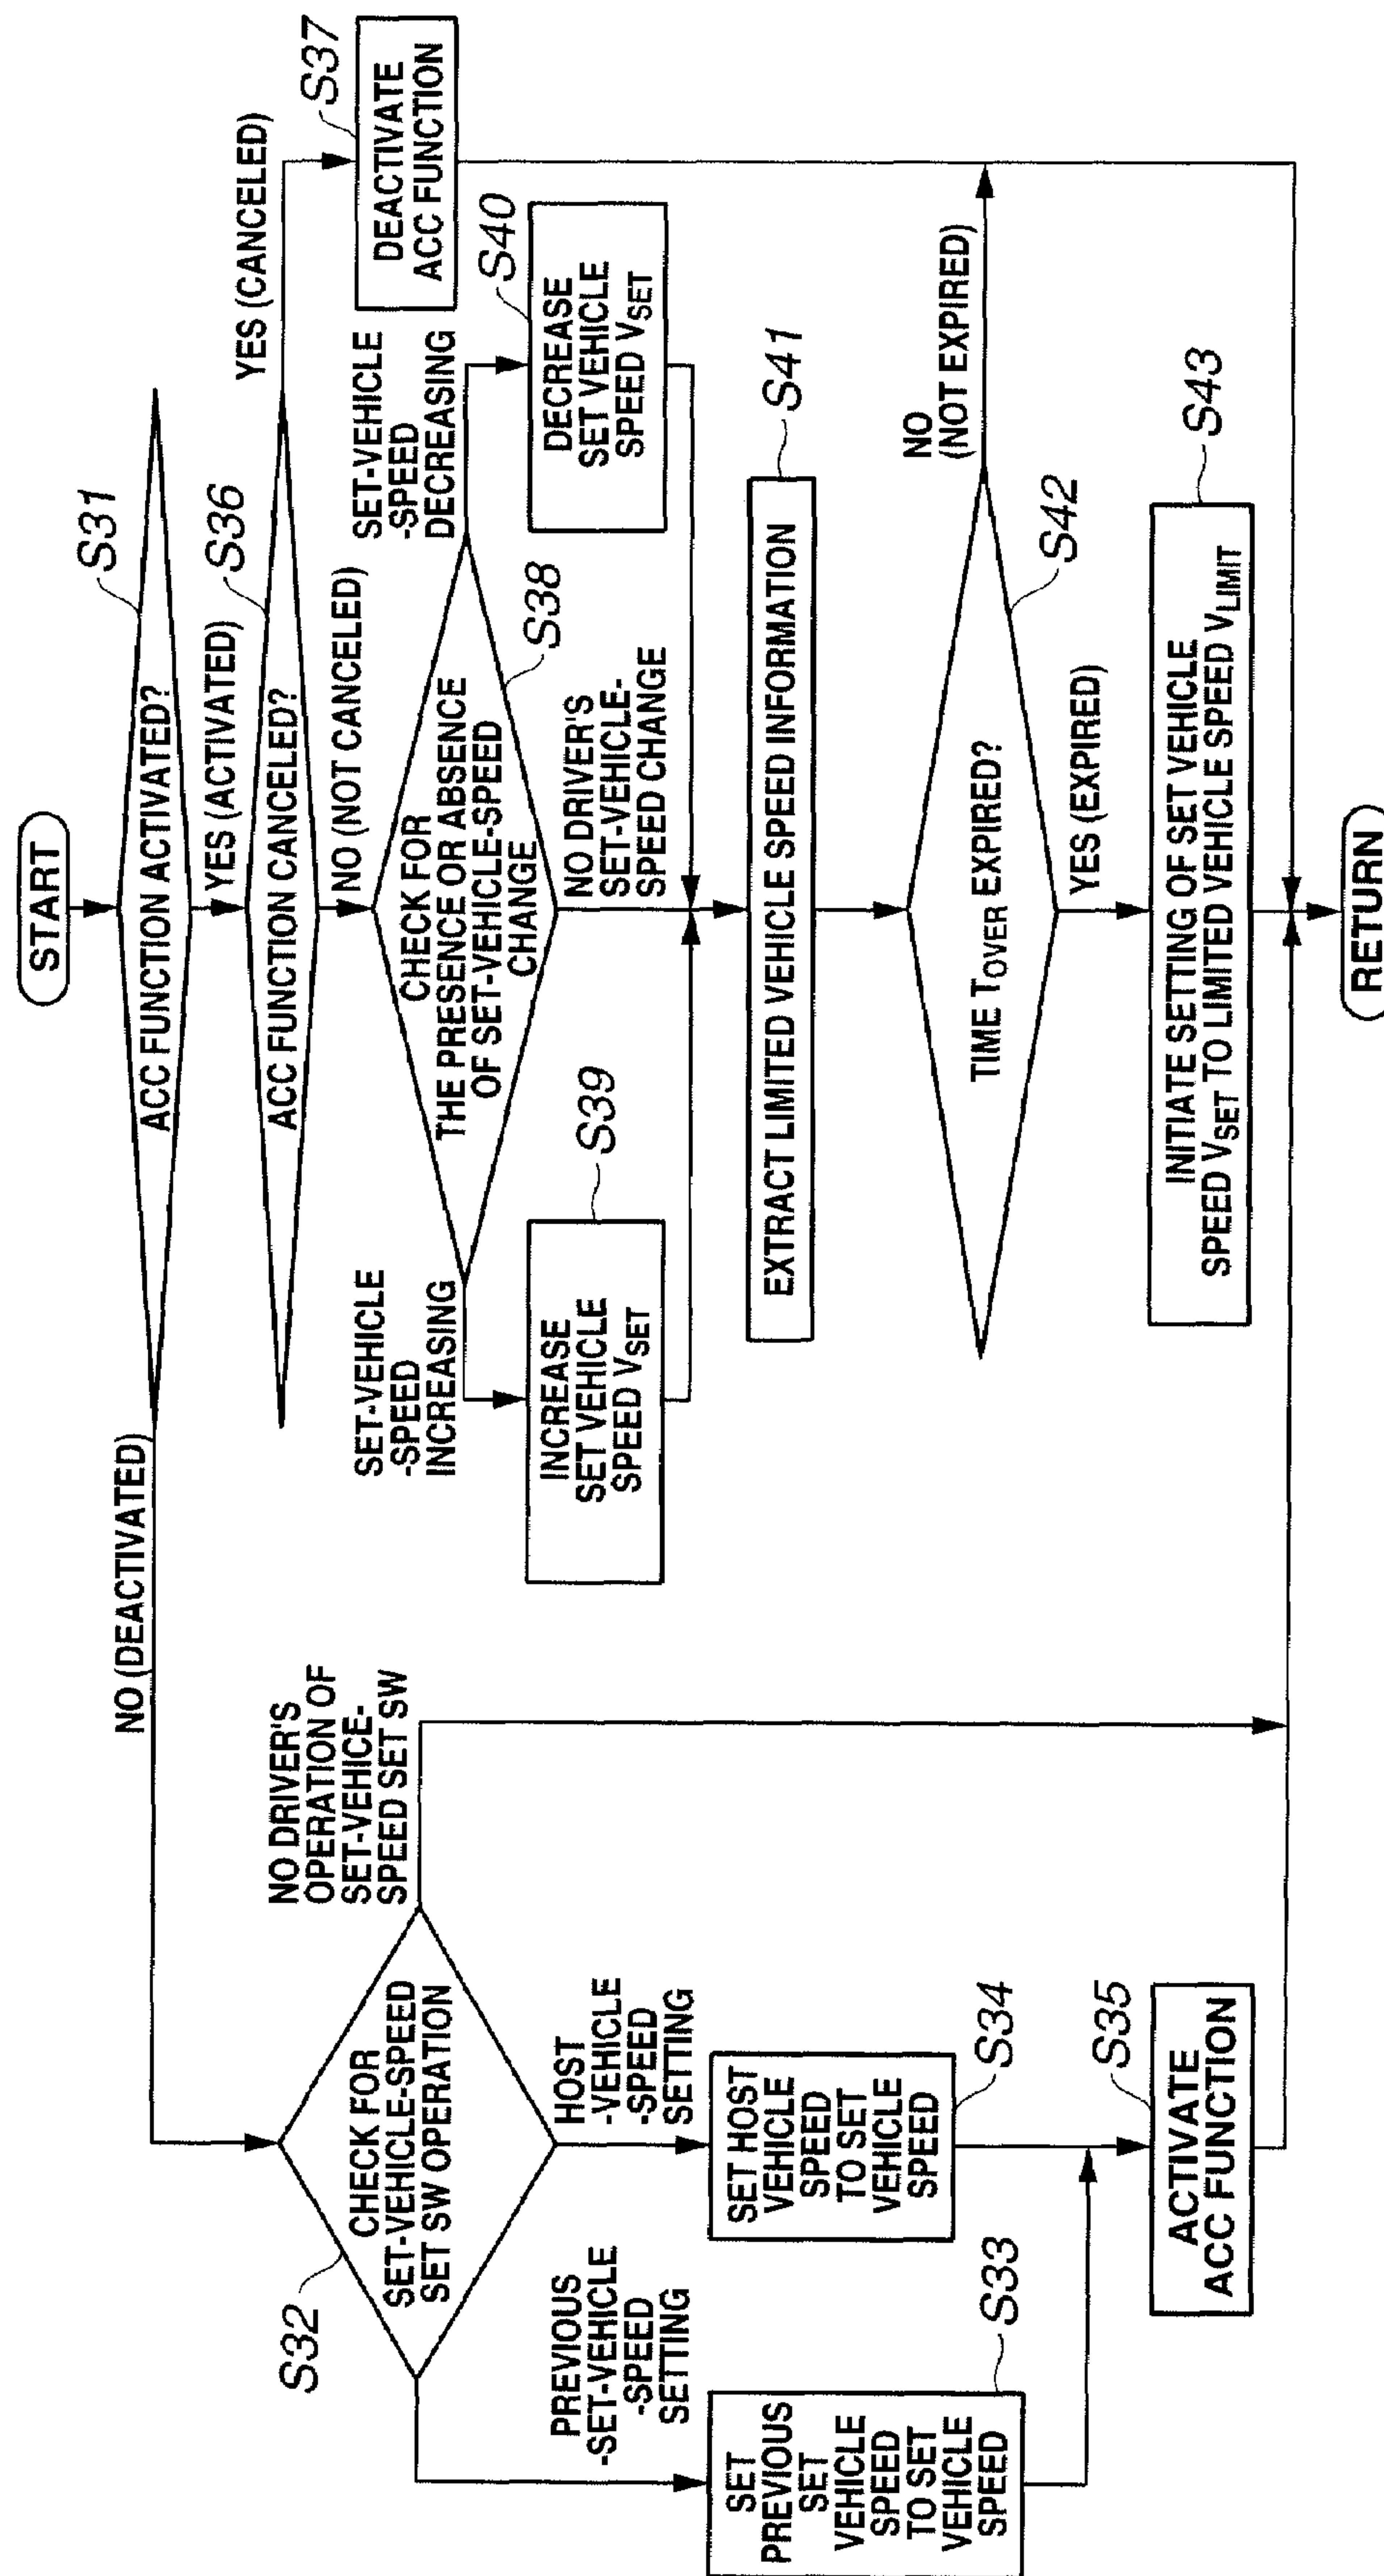 START
S31
ACC FUNCTION ACTIVATED?
NO (DEACTIVATED)
YES (ACTIVATED)
S36
ACC FUNCTION CANCELED?
YES (CANCELED)
S37
DEACTIVATE
ACC FUNCTION
NO (NOT CANCELED)
CHECK FOR
THE PRESENCE OR ABSENCE
OF SET-VEHICLE-SPEED
CHANGE
S38
SET-VEHICLE
-SPEED
INCREASING
SET-VEHICLE
-SPEED
DECREASING
INCREASE
SET VEHICLE
SPEED VSET
S39
DECREASE
SET VEHICLE
SPEED VSET
S40
NO DRIVER'S
SET-VEHICLE-
SPEED CHANGE
EXTRACT LIMITED VEHICLE SPEED INFORMATION
S41
TIME TOVER EXPIRED?
S42
NO
(NOT EXPIRED)
YES (EXPIRED)
INITIATE SETTING OF SET VEHICLE
SPEED VSET TO LIMITED VEHICLE SPEED VLIMIT
S43
RETURN
S32
CHECK FOR
SET-VEHICLE-SPEED
SET SW OPERATION
NO DRIVER'S
OPERATION OF
SET-VEHICE-
SPEED SET SW
PREVIOUS
-SET-VEHICLE
-SPEED
SETTING
HOST
-VEHICLE
-SPEED
SETTING
SET
PREVIOUS
SET
VEHICLE
SPEED
TO SET
VEHICLE
SPEED
S33
SET HOST
VEHICLE
SPEED
TO SET
VEHICLE
SPEED
S34
ACTIVATE
ACC FUNCTION
S35